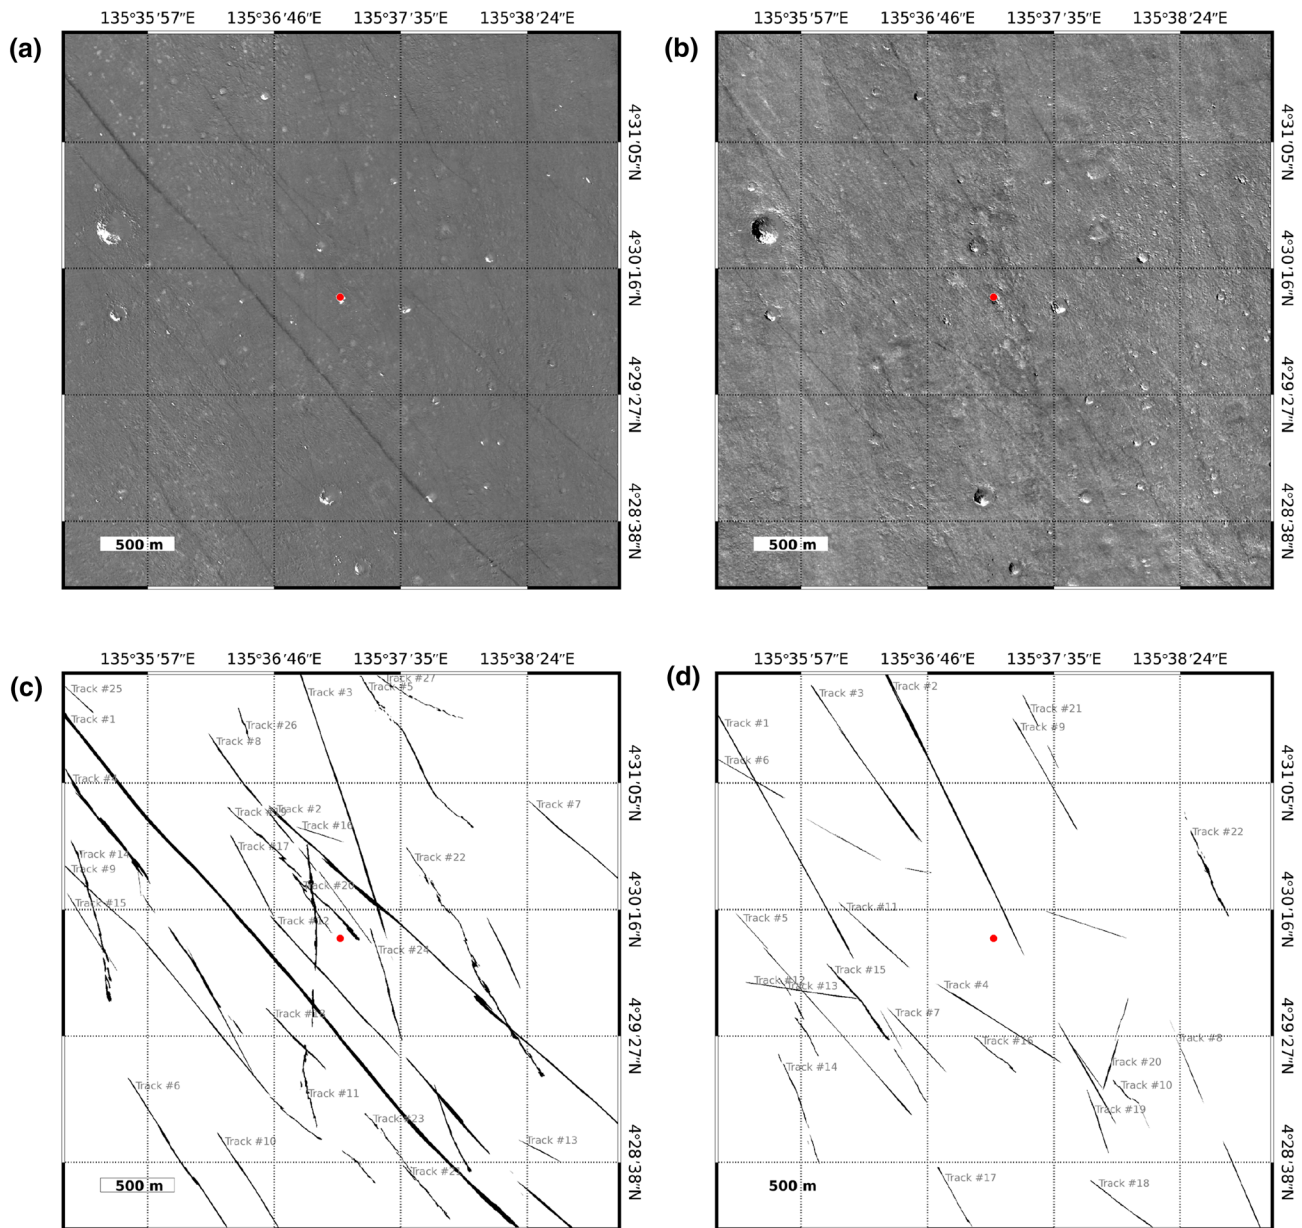 135°35′57″E 135°36′46″E 135°37′35″E 135°38′24″E
135°35′57″E 135°36′46″E 135°37′35″E 135°38′24″E
(a)
(b)
4°31′05″N
4°30′16″N
4°29′27″N
4°28′38″N
500 m
4°31′05″N
4°30′16″N
4°29′27″N
4°28′38″N
500 m
135°35′57″E 135°36′46″E 135°37′35″E 135°38′24″E
135°35′57″E 135°36′46″E 135°37′35″E 135°38′24″E
(c)
Track #27
Track #5
Track #25
Track #3
Track #1
Track #26
Track #8
Track #7
Track #2
Track #16
Track #17
Track #14
Track #22
Track #9
Track #20
Track #15
Track #12
Track #24
Track #6
Track #11
Track #23
Track #10
Track #13
500 m
4°31′05″N
4°30′16″N
4°29′27″N
4°28′38″N
(d)
Track #2
Track #3
Track #21
Track #1
Track #9
Track #6
Track #22
Track #11
Track #5
Track #15
Track #12
Track #13
Track #4
Track #7
Track #8
Track #16
Track #20
Track #14
Track #10
Track #19
Track #17
Track #18
500 m
4°31′05″N
4°30′16″N
4°29′27″N
4°28′38″N